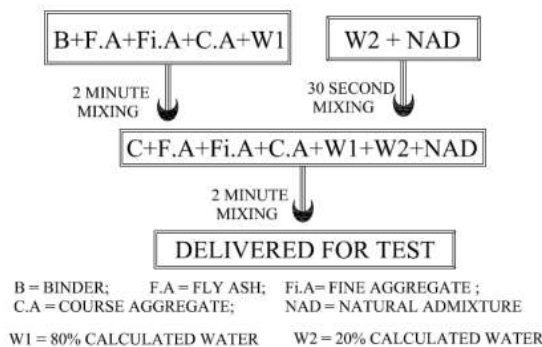 B+F.A+Fi.A+C.A+W1
W2 + NAD
2 MINUTE
MIXING
30 SECOND
MIXING
C+F.A+Fi.A+C.A+W1+W2+NAD
2 MINUTE
MIXING
DELIVERED FOR TEST
B = BINDER; F.A = FLY ASH; Fi.A= FINE AGGREGATE ;
C.A = COURSE AGGREGATE; NAD = NATURAL ADMIXTURE
W1 = 80% CALCULATED WATER W2 = 20% CALCULATED WATER